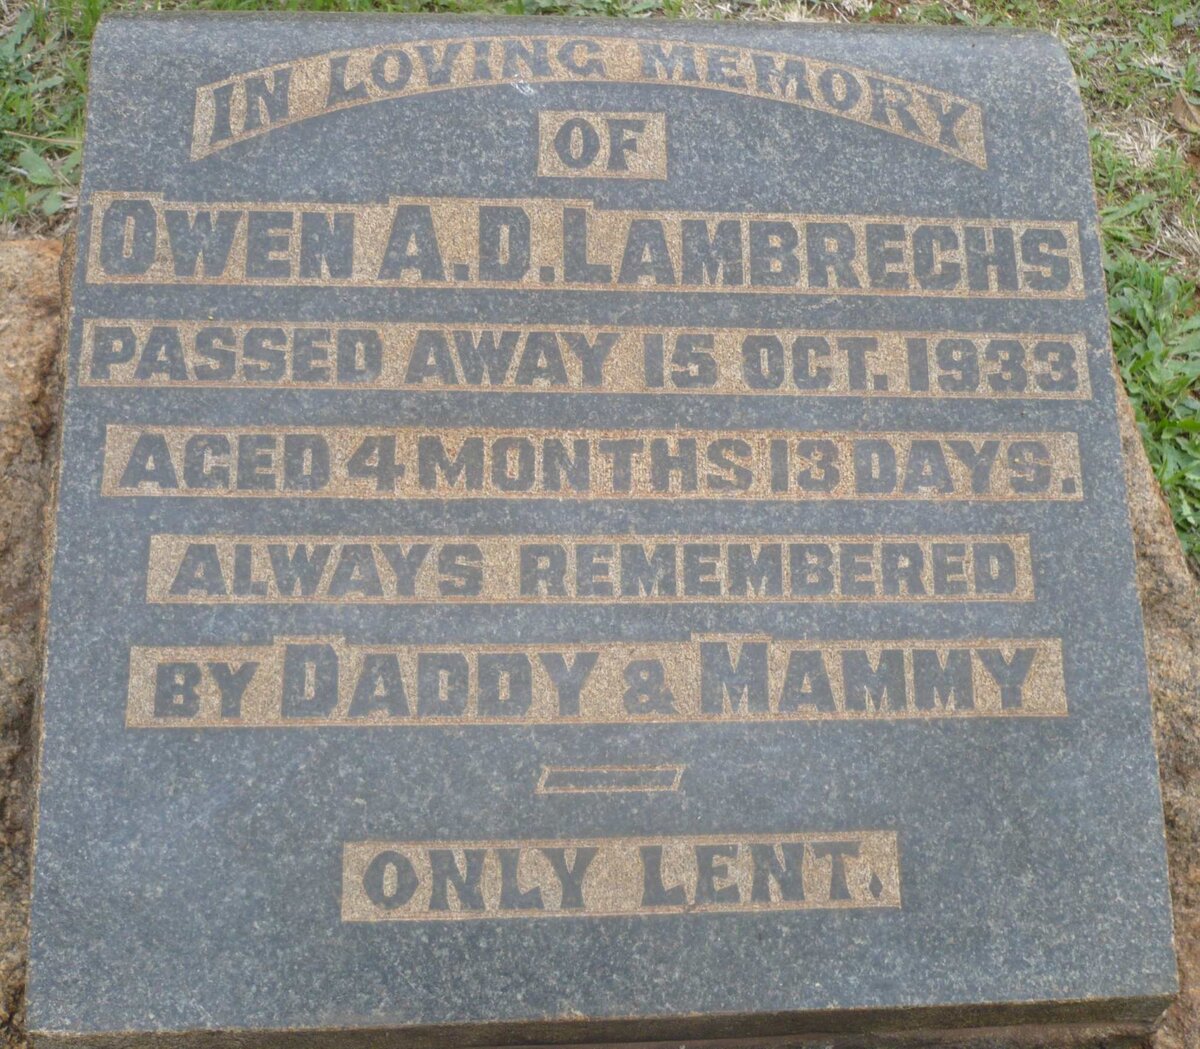 IN LOVING MEMORY
OF
OWEN A.D. LAMBRECHS
PASSED AWAY 15 OCT. 1933
AGED 4 MONTHS 13 DAYS.
ALWAYS REMEMBERED
BY DADDY & MAMMY
ONLY LENT.